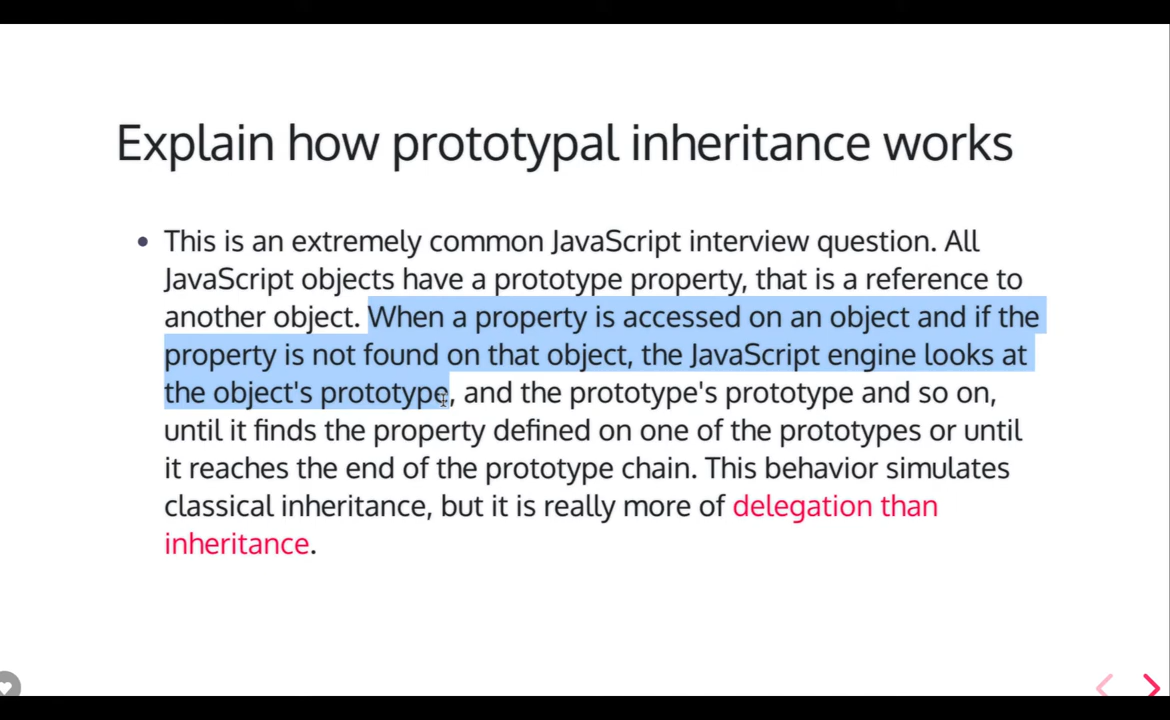 Explain how prototypal inheritance works
• This is an extremely common JavaScript interview question. All
JavaScript objects have a prototype property, that is a reference to
another object. When a property is accessed on an object and if the
property is not found on that object, the JavaScript engine looks at
the object's prototype, and the prototype's prototype and so on,
until it finds the property defined on one of the prototypes or until
it reaches the end of the prototype chain. This behavior simulates
classical inheritance, but it is really more of delegation than
inheritance.